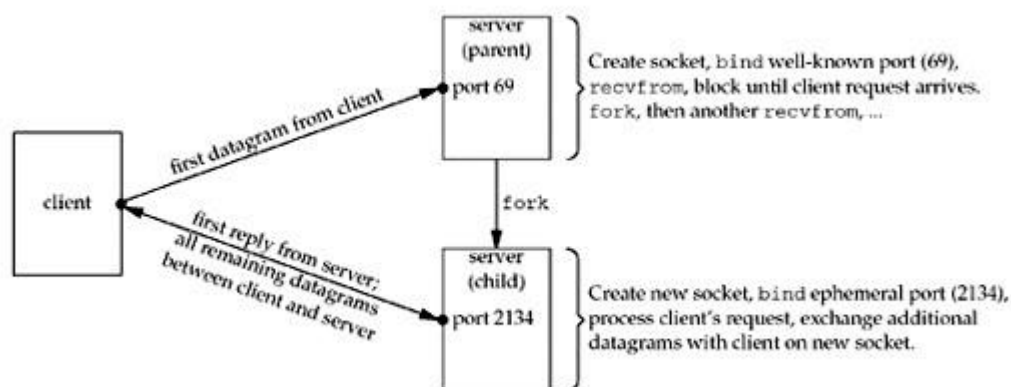 server
(parent)
port 69
Create socket, bind well-known port (69),
recvfrom, block until client request arrives.
fork, then another recvfrom, ...
first datagram from client
client
fork
first reply from server;
all remaining datagrams
between client and server
server
(child)
port 2134
Create new socket, bind ephemeral port (2134),
process client's request, exchange additional
datagrams with client on new socket.